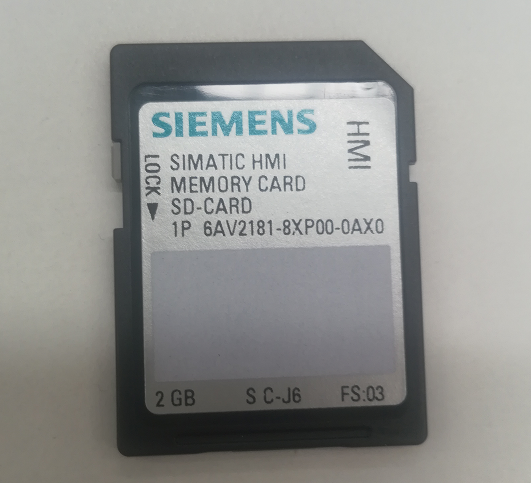 SIEMENS
HMI
LOCK
SIMATIC HMI
MEMORY CARD
SD-CARD
1P 6AV2181-8XP00-0AX0
2 GB S C-J6 FS:03